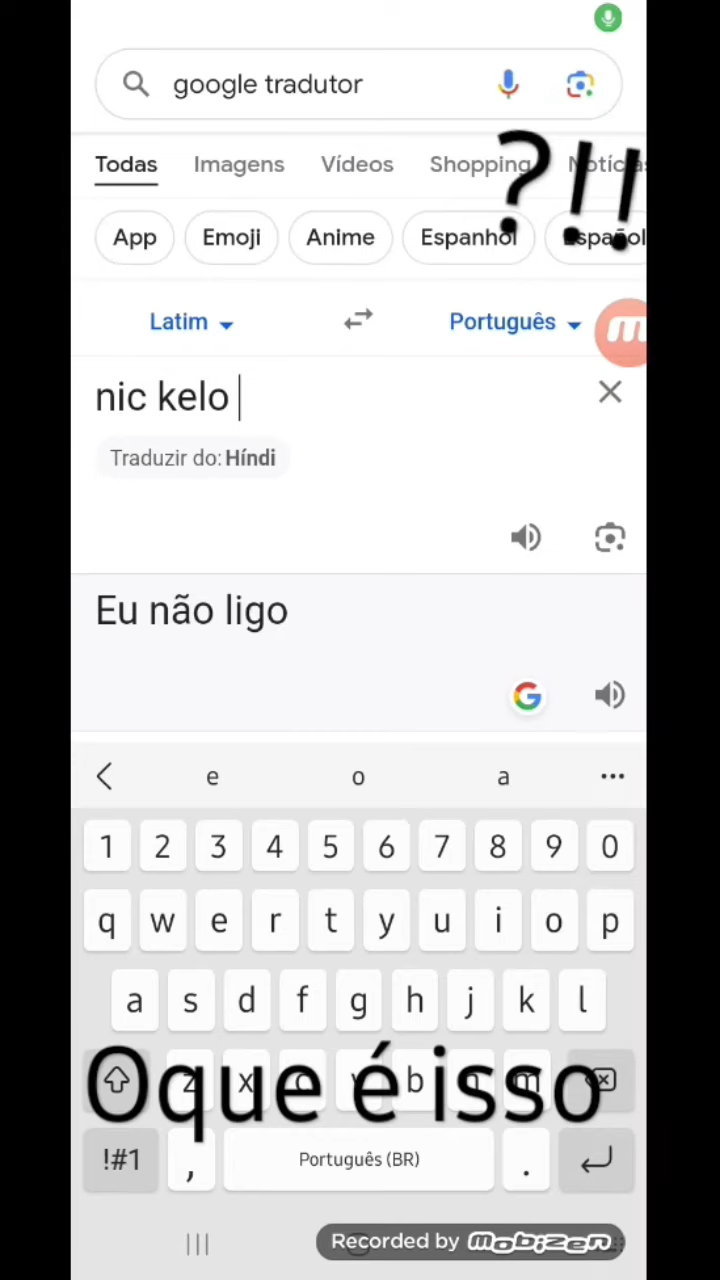 google tradutor
Todas Imagens Vídeos Shopping Notícias
?!!
App Emoji Anime Espanhol Español
Latim Português
m
nic kelo
Traduzir do: Híndi
Eu não ligo
G
e o a ...
1 2 3 4 5 6 7 8 9 0
q w e r t y u i o p
a s d f g h j k l
z x c v b n m
Oque é isso
!#1 , Português (BR) .
Recorded by mobizen